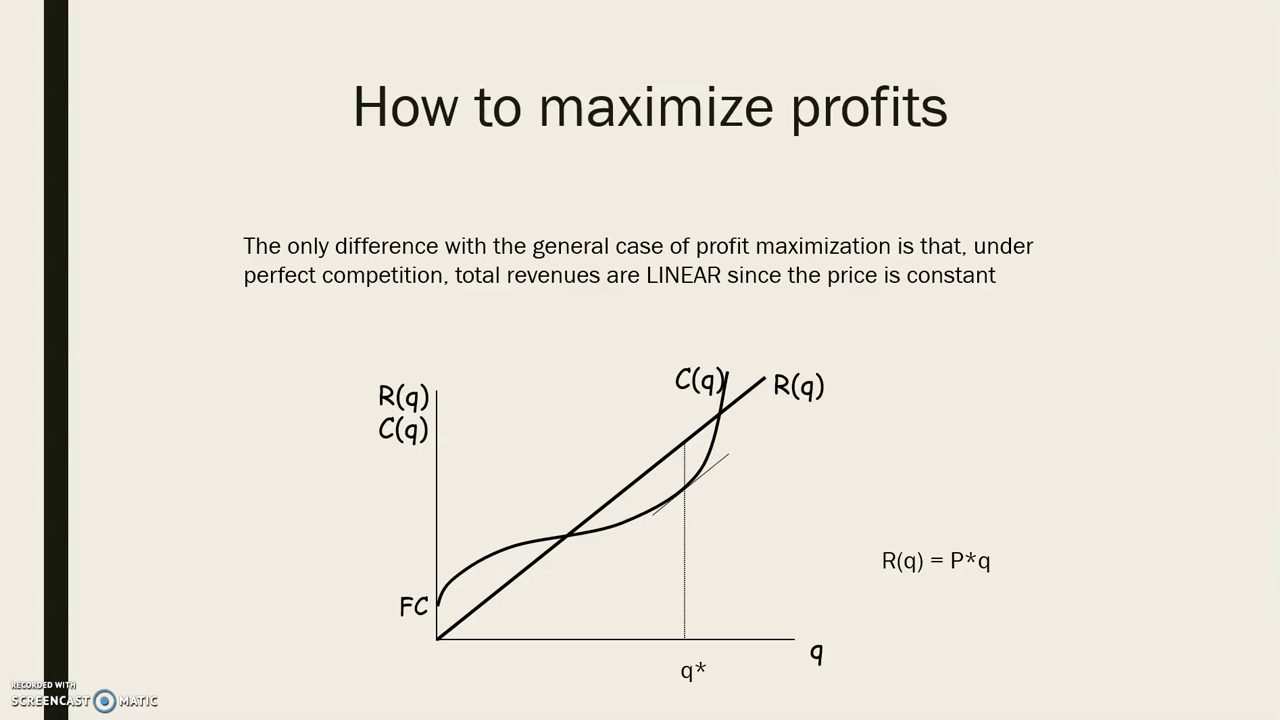 How to maximize profits
The only difference with the general case of profit maximization is that, under
perfect competition, total revenues are LINEAR since the price is constant
R(q)
C(q)
C(q)
R(q)
R(q) = P*q
FC
q
q*
RECORDED WITH
SCREENCAST MATIC